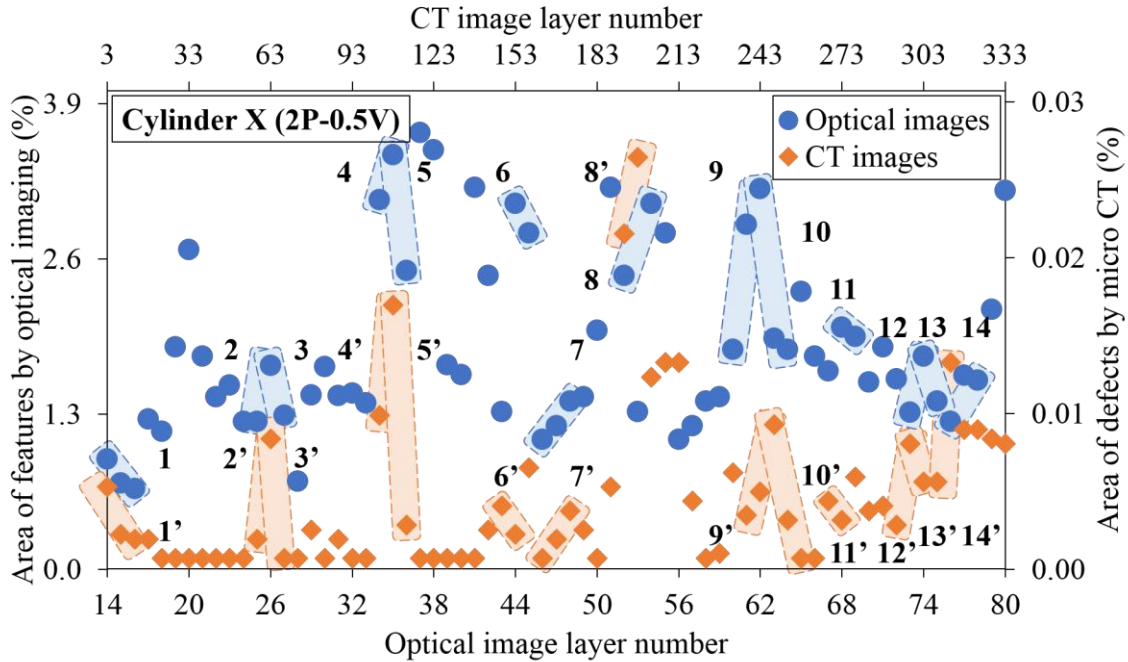 CT image layer number
3 33 63 93 123 153 183 213 243 273 303 333
Cylinder X (2P-0.5V)
Optical images
CT images
Area of features by optical imaging (%)
3.9
2.6
1.3
0.0
Area of defects by micro CT (%)
0.03
0.02
0.01
0.00
4 5 6 8’ 9
10
8 11
2 3 4’ 5’ 7 12 13 14
1 2’ 3’
6’ 7’ 10’
1’ 9’ 11’ 12’ 13’ 14’
14 20 26 32 38 44 50 56 62 68 74 80
Optical image layer number